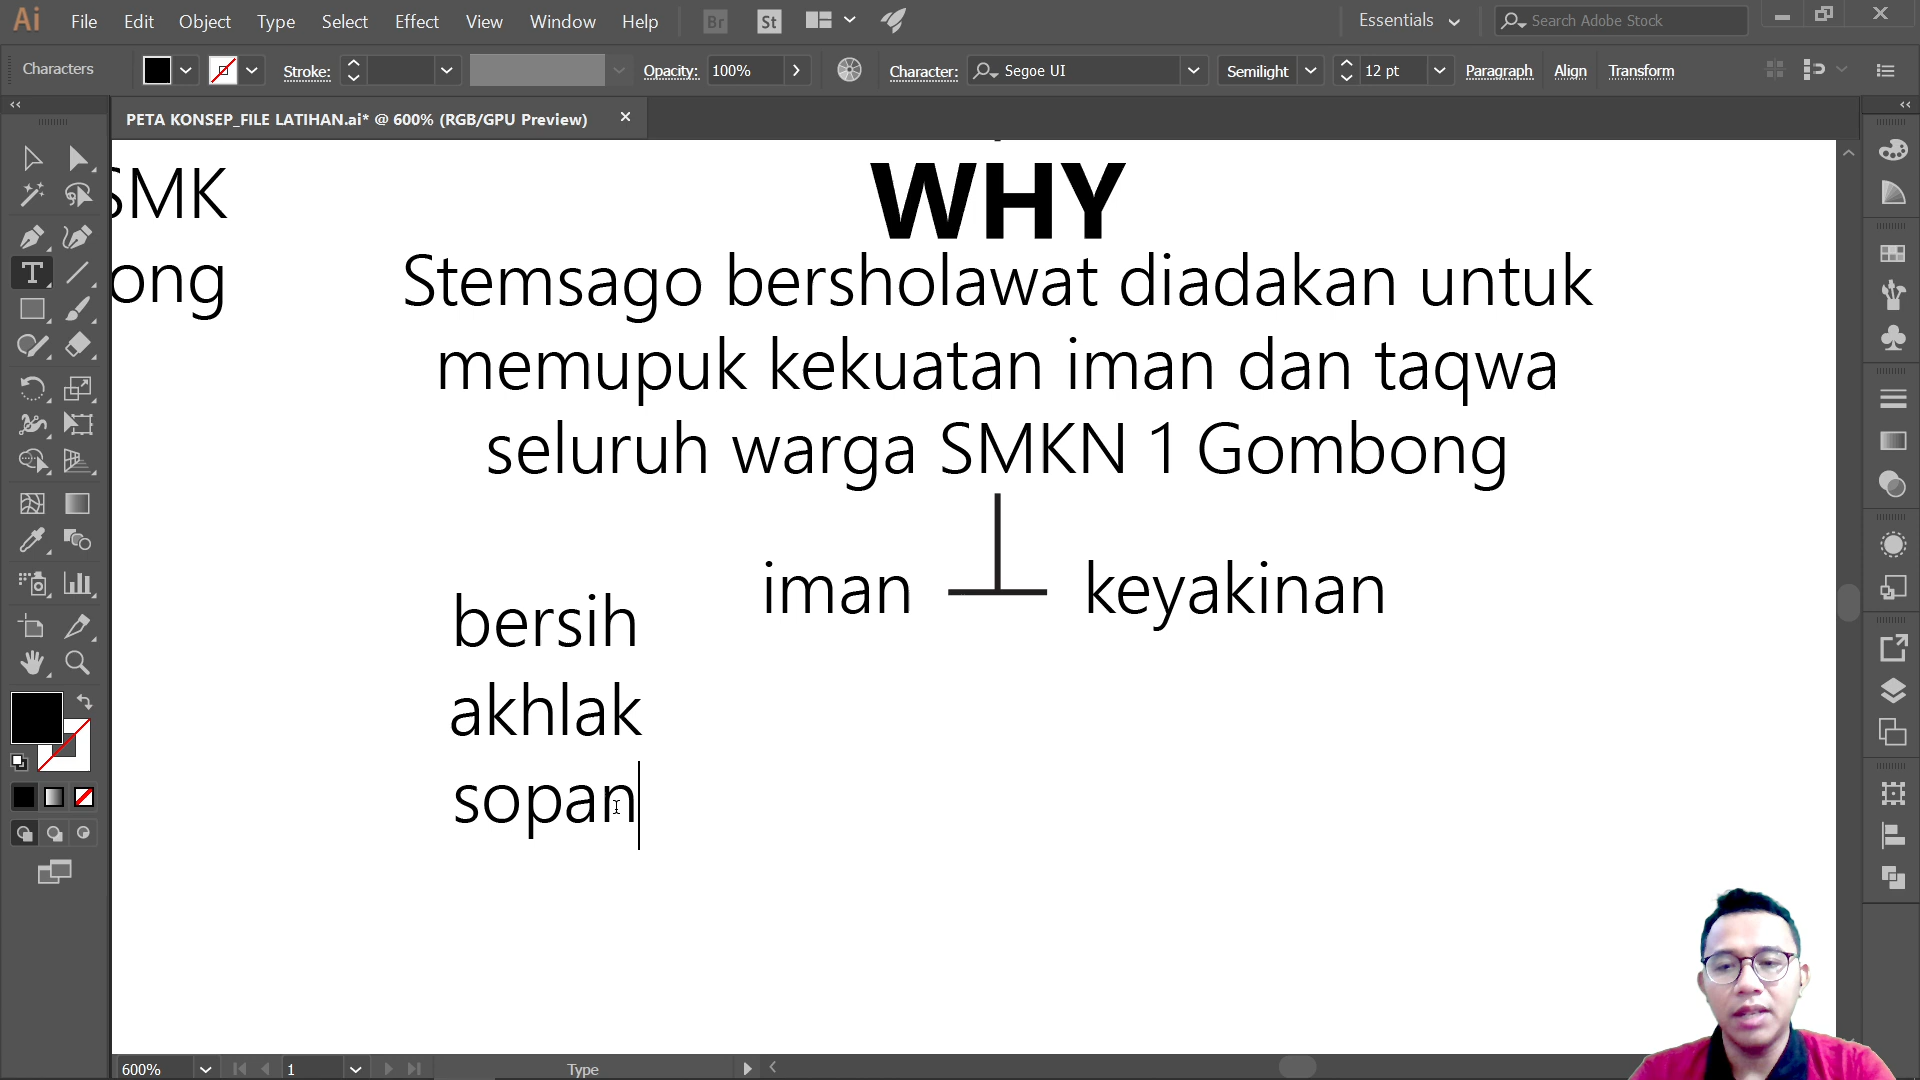 Ai File Edit Object Type Select Effect View Window Help Br St Essentials Search Adobe Stock
Characters Stroke: Opacity: 100% Character: Segoe UI Semilight 12 pt Paragraph Align Transform
PETA KONSEP_FILE LATIHAN.ai* @ 600% (RGB/GPU Preview)
SMK
ong
WHY
Stemsago bersholawat diadakan untuk
memupuk kekuatan iman dan taqwa
seluruh warga SMKN 1 Gombong
iman keyakinan
bersih
akhlak
sopan
600% 1 Type